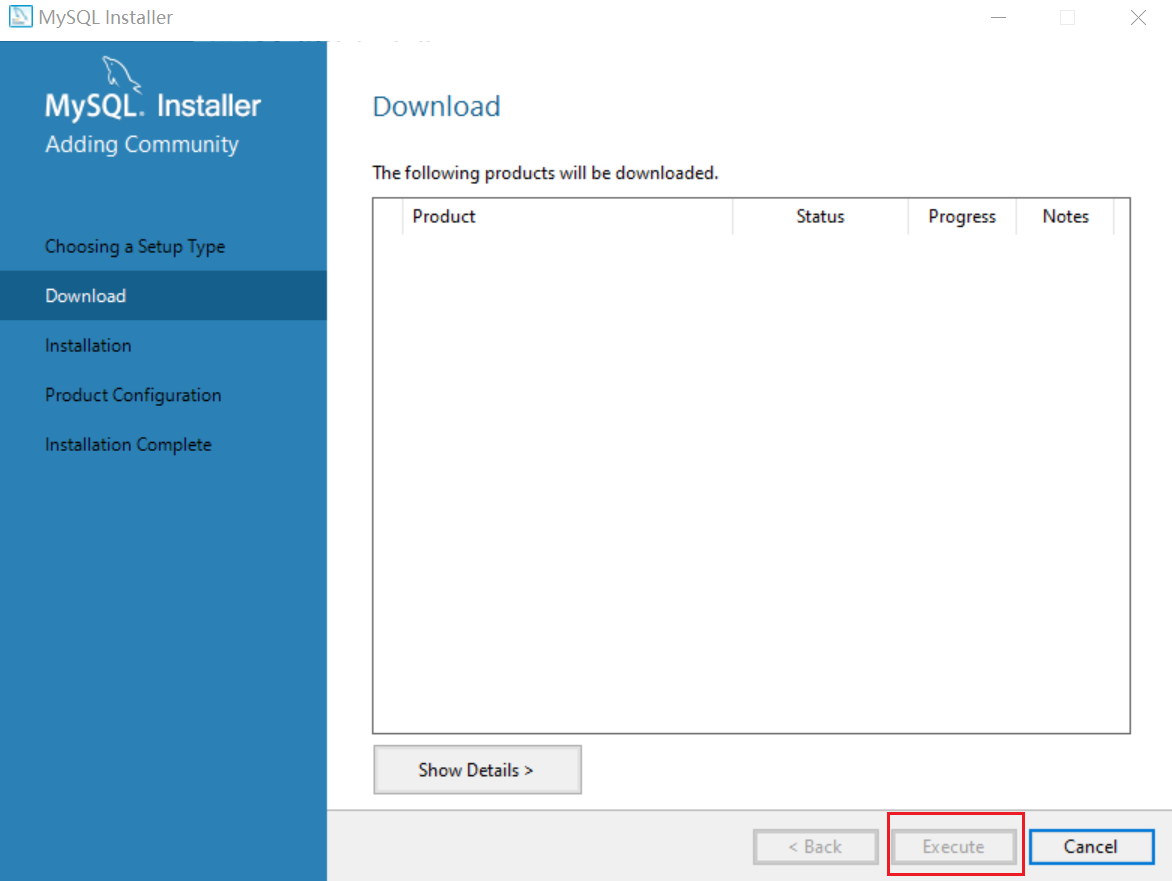 MySQL Installer
MySQL. Installer
Adding Community
Choosing a Setup Type
Download
Installation
Product Configuration
Installation Complete
Download
The following products will be downloaded.
Product Status Progress Notes
Show Details >
< Back Execute Cancel